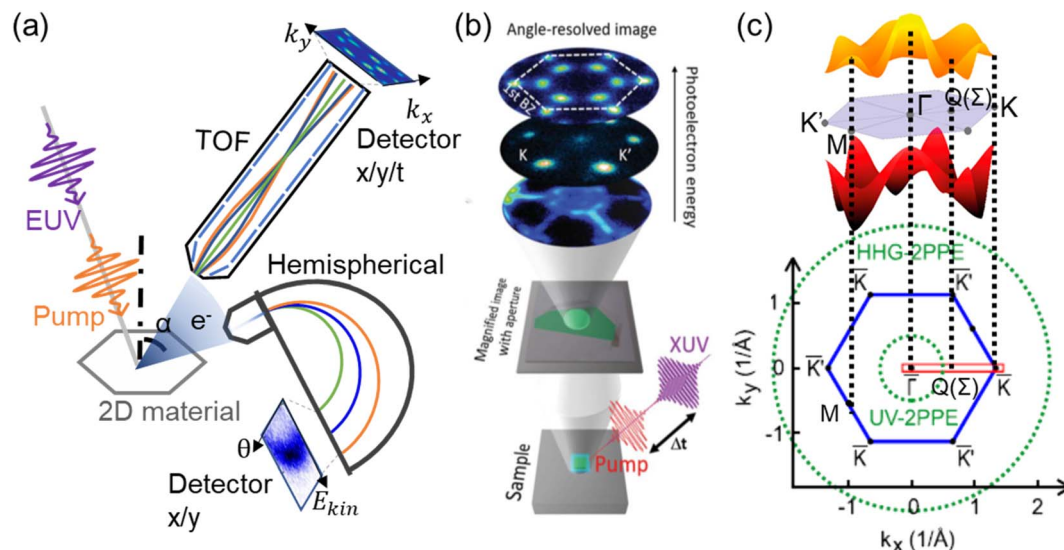 (a)
k_y
k_x
TOF
Detector
x/y/t
EUV
Pump
α
e-
Hemispherical
2D material
θ
E_kin
Detector
x/y
(b)
Angle-resolved image
1st BZ
K
K'
Photoelectron energy
Magnified image
with aperture
XUV
Pump
Δt
Sample
(c)
K'
M
Γ
Q(Σ)
K
HHG-2PPE
K̅
K̅'
1
K̅'
0
Γ̅
Q(Σ)
K̅
M
UV-2PPE
-1
K̅
K̅'
k_y (1/Å)
-1
0
1
2
k_x (1/Å)